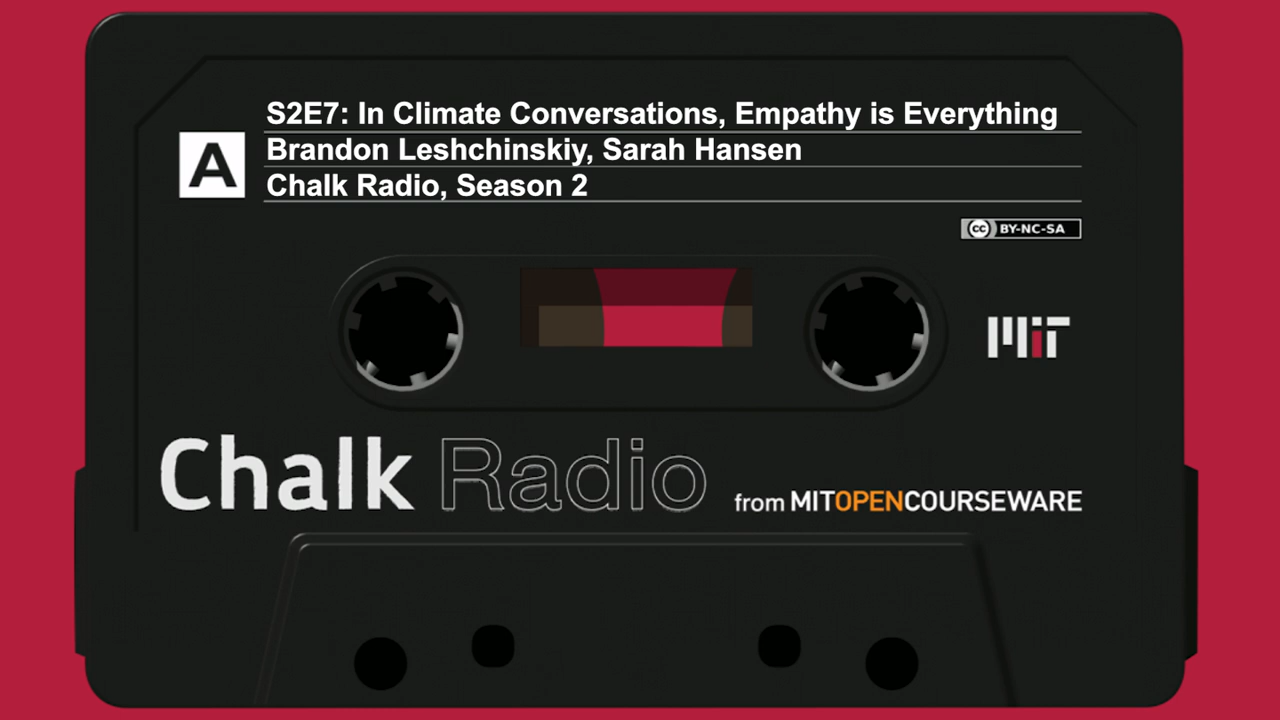 S2E7: In Climate Conversations, Empathy is Everything
A
Brandon Leshchinskiy, Sarah Hansen
Chalk Radio, Season 2
cc BY-NC-SA
MIT
Chalk Radio
from MITOPENCOURSEWARE